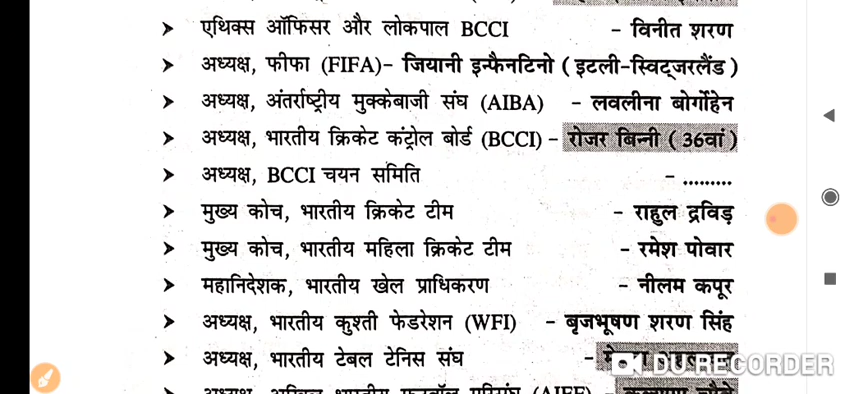 ➤ एथिक्स ऑफिसर और लोकपाल BCCI - विनीत शरण
➤ अध्यक्ष, फीफा (FIFA)- जियानी इन्फैनटिनो ( इटली-स्विट्जरलैंड )
➤ अध्यक्ष, अंतर्राष्ट्रीय मुक्केबाजी संघ (AIBA) - लवलीना बोर्गोहेन
➤ अध्यक्ष, भारतीय क्रिकेट कंट्रोल बोर्ड (BCCI) - रोजर बिन्नी ( 36वां )
➤ अध्यक्ष, BCCI चयन समिति - .........
➤ मुख्य कोच, भारतीय क्रिकेट टीम - राहुल द्रविड़
➤ मुख्य कोच, भारतीय महिला क्रिकेट टीम - रमेश पोवार
➤ महानिदेशक, भारतीय खेल प्राधिकरण - नीलम कपूर
➤ अध्यक्ष, भारतीय कुश्ती फेडरेशन (WFI) - बृजभूषण शरण सिंह
➤ अध्यक्ष, भारतीय टेबल टेनिस संघ -
DU RECORDER